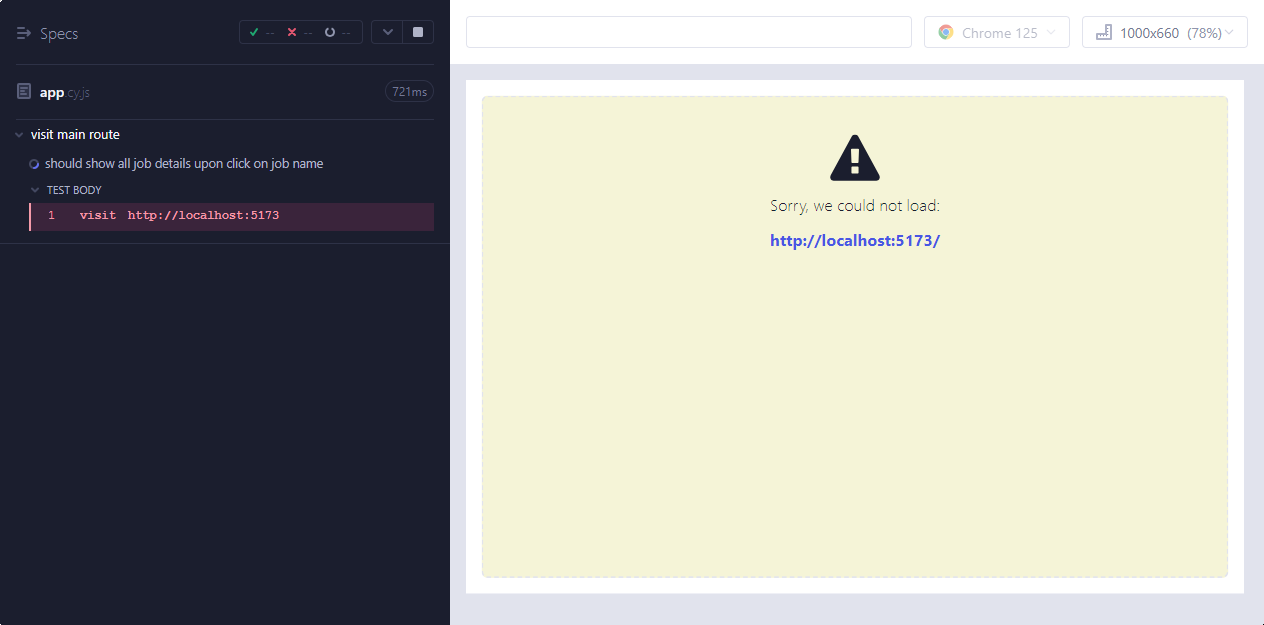 Specs
-- -- --
app.cy.js
721ms
visit main route
should show all job details upon click on job name
TEST BODY
1 visit http://localhost:5173
Chrome 125
1000x660 (78%)
Sorry, we could not load:
http://localhost:5173/